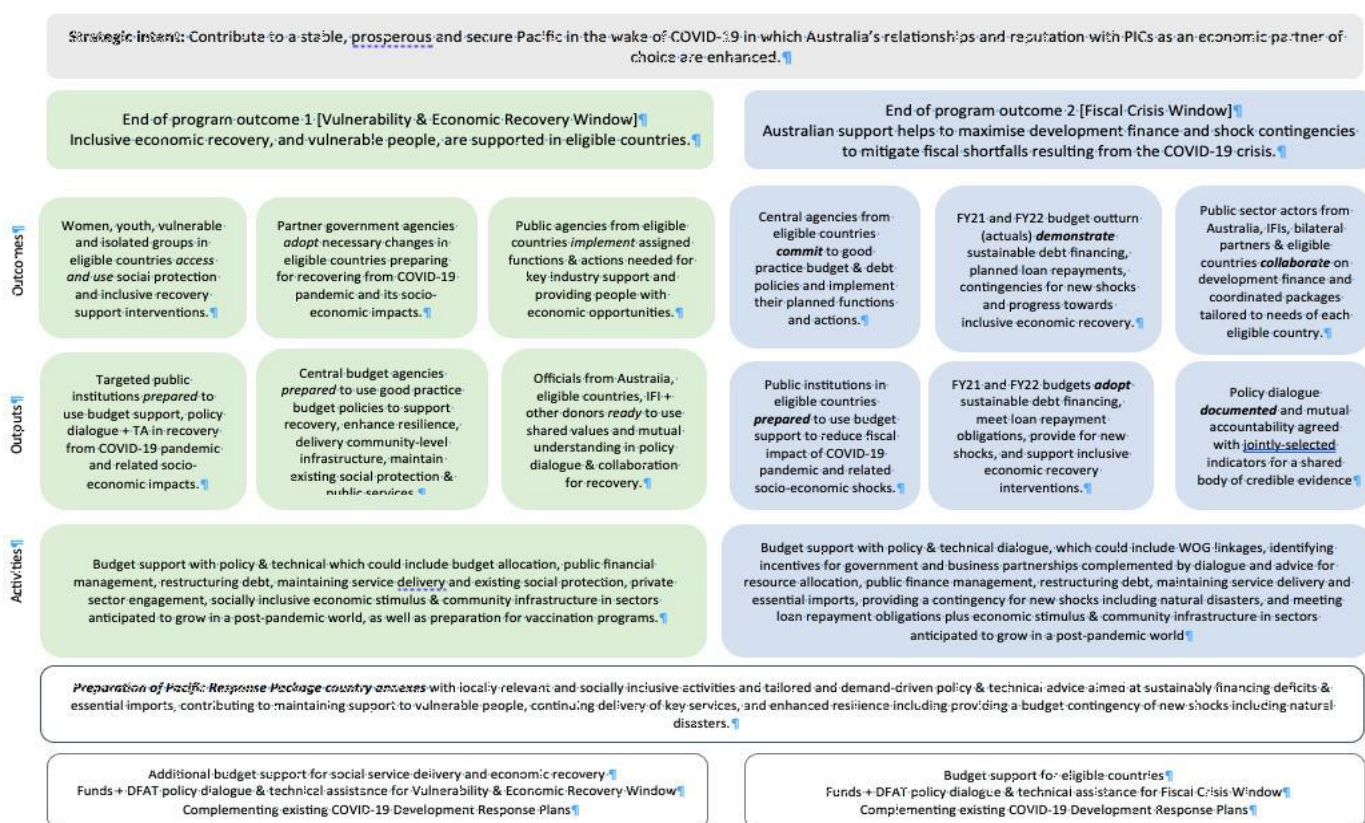 Strategic intent: Contribute to a stable, prosperous and secure Pacific in the wake of COVID-19 in which Australia's relationships and reputation with PICs as an economic partner of
choice are enhanced.¶
End of program outcome 1 [Vulnerability & Economic Recovery Window]¶
Inclusive economic recovery, and vulnerable people, are supported in eligible countries.¶
End of program outcome 2 [Fiscal Crisis Window]¶
Australian support helps to maximise development finance and shock contingencies
to mitigate fiscal shortfalls resulting from the COVID-19 crisis.¶
Outcomes¶
Women, youth, vulnerable
and isolated groups in
eligible countries access
and use social protection
and inclusive recovery
support interventions.¶
Partner government agencies
adopt necessary changes in
eligible countries preparing
for recovering from COVID-19
pandemic and its socio-
economic impacts.¶
Public agencies from eligible
countries implement assigned
functions & actions needed for
key industry support and
providing people with
economic opportunities.¶
Central agencies from
eligible countries
commit to good
practice budget & debt
policies and implement
their planned functions
and actions.¶
FY21 and FY22 budget outturn
(actuals) demonstrate
sustainable debt financing,
planned loan repayments,
contingencies for new shocks
and progress towards
inclusive economic recovery.¶
Public sector actors from
Australia, IFIs, bilateral
partners & eligible
countries collaborate on
development finance and
coordinated packages
tailored to needs of each
eligible country.¶
Outputs¶
Targeted public
institutions prepared to
use budget support, policy
dialogue + TA in recovery
from COVID-19 pandemic
and related socio-
economic impacts.¶
Central budget agencies
prepared to use good practice
budget policies to support
recovery, enhance resilience,
delivery community-level
infrastructure, maintain
existing social protection &
public services.¶
Officials from Australia,
eligible countries, IFI +
other donors ready to use
shared values and mutual
understanding in policy
dialogue & collaboration
for recovery.¶
Public institutions in
eligible countries
prepared to use budget
support to reduce fiscal
impact of COVID-19
pandemic and related
socio-economic shocks.¶
FY21 and FY22 budgets adopt
sustainable debt financing,
meet loan repayment
obligations, provide for new
shocks, and support inclusive
economic recovery
interventions.¶
Policy dialogue
documented and mutual
accountability agreed
with jointly-selected
indicators for a shared
body of credible evidence¶
Activities¶
Budget support with policy & technical which could include budget allocation, public financial
management, restructuring debt, maintaining service delivery and existing social protection, private
sector engagement, socially inclusive economic stimulus & community infrastructure in sectors
anticipated to grow in a post-pandemic world, as well as preparation for vaccination programs.¶
Budget support with policy & technical dialogue, which could include WOG linkages, identifying
incentives for government and business partnerships complemented by dialogue and advice for
resource allocation, public finance management, restructuring debt, maintaining service delivery and
essential imports, providing a contingency for new shocks including natural disasters, and meeting
loan repayment obligations plus economic stimulus & community infrastructure in sectors
anticipated to grow in a post-pandemic world¶
Preparation of Pacific Response Package country annexes with locally relevant and socially inclusive activities and tailored and demand-driven policy & technical advice aimed at sustainably financing deficits &
essential imports, contributing to maintaining support to vulnerable people, continuing delivery of key services, and enhanced resilience including providing a budget contingency of new shocks including natural
disasters.¶
Additional budget support for social service delivery and economic recovery¶
Funds + DFAT policy dialogue & technical assistance for Vulnerability & Economic Recovery Window¶
Complementing existing COVID-19 Development Response Plans¶
Budget support for eligible countries¶
Funds + DFAT policy dialogue & technical assistance for Fiscal Crisis Window¶
Complementing existing COVID-19 Development Response Plans¶